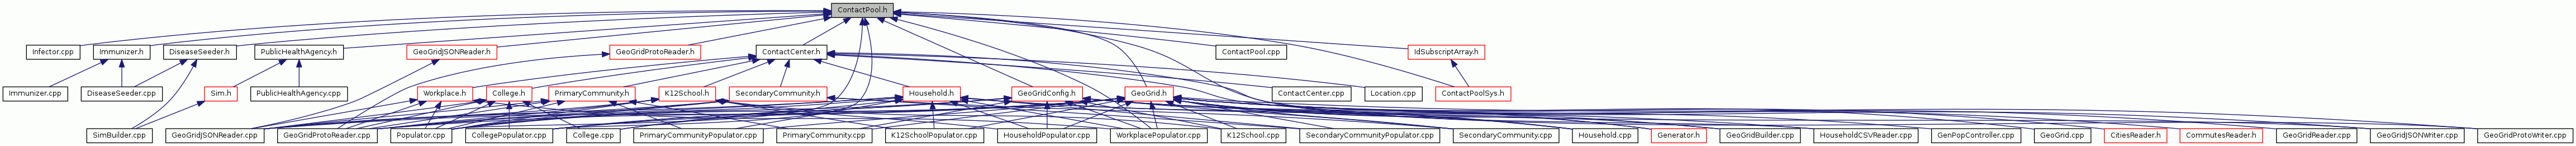 ContactPool.h
Infector.cpp
Immunizer.h
DiseaseSeeder.h
PublicHealthAgency.h
GeoGridJSONReader.h
GeoGridProtoReader.h
ContactCenter.h
ContactPool.cpp
IdSubscriptArray.h
Immunizer.cpp
DiseaseSeeder.cpp
Sim.h
PublicHealthAgency.cpp
Workplace.h
College.h
PrimaryCommunity.h
K12School.h
SecondaryCommunity.h
Household.h
GeoGridConfig.h
GeoGrid.h
ContactCenter.cpp
Location.cpp
ContactPoolSys.h
SimBuilder.cpp
GeoGridJSONReader.cpp
GeoGridProtoReader.cpp
Populator.cpp
CollegePopulator.cpp
College.cpp
PrimaryCommunityPopulator.cpp
PrimaryCommunity.cpp
K12SchoolPopulator.cpp
HouseholdPopulator.cpp
WorkplacePopulator.cpp
K12School.cpp
SecondaryCommunityPopulator.cpp
SecondaryCommunity.cpp
Household.cpp
Generator.h
GeoGridBuilder.cpp
HouseholdCSVReader.cpp
GenPopController.cpp
GeoGrid.cpp
CitiesReader.h
CommutesReader.h
GeoGridReader.cpp
GeoGridJSONWriter.cpp
GeoGridProtoWriter.cpp